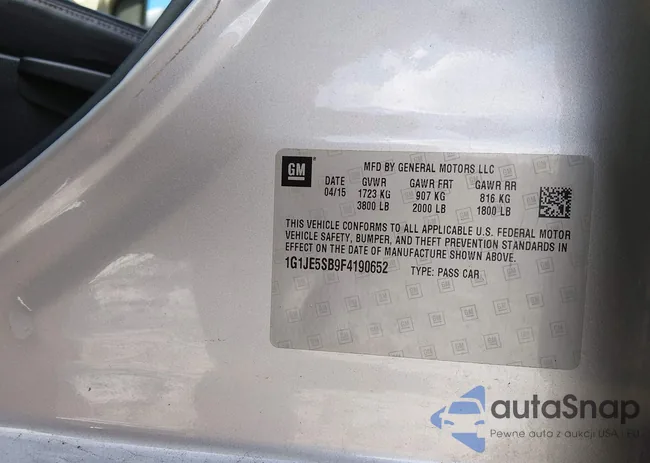 GM
MFD BY GENERAL MOTORS LLC
DATE GVWR GAWR FRT GAWR RR
04/15 1723 KG 907 KG 816 KG
3800 LB 2000 LB 1800 LB
THIS VEHICLE CONFORMS TO ALL APPLICABLE U.S. FEDERAL MOTOR
VEHICLE SAFETY, BUMPER, AND THEFT PREVENTION STANDARDS IN
EFFECT ON THE DATE OF MANUFACTURE SHOWN ABOVE.
1G1JE5SB9F4190652 TYPE: PASS CAR
autaSnap
Pewne auta z aukcji USA i EU